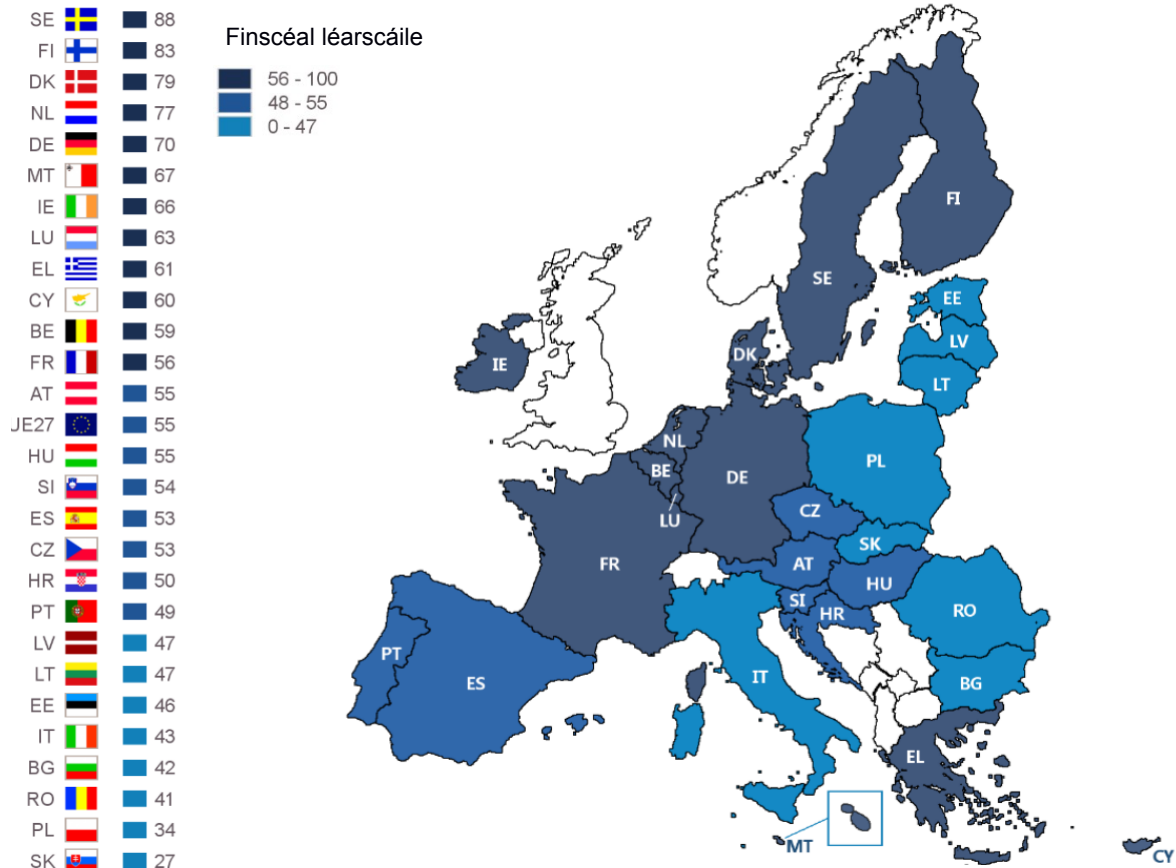 SE 88
FI 83
DK 79
NL 77
DE 70
MT 67
IE 66
LU 63
EL 61
CY 60
BE 59
FR 56
AT 55
JE27 55
HU 55
SI 54
ES 53
CZ 53
HR 50
PT 49
LV 47
LT 47
EE 46
IT 43
BG 42
RO 41
PL 34
SK 27
Finscéal léarscáile
56 - 100
48 - 55
0 - 47
FI
SE
EE
LV
DK
IE
LT
NL
PL
BE
DE
CZ
LU
SK
FR
AT
HU
SI
HR
RO
PT
ES
IT
BG
EL
MT
CY